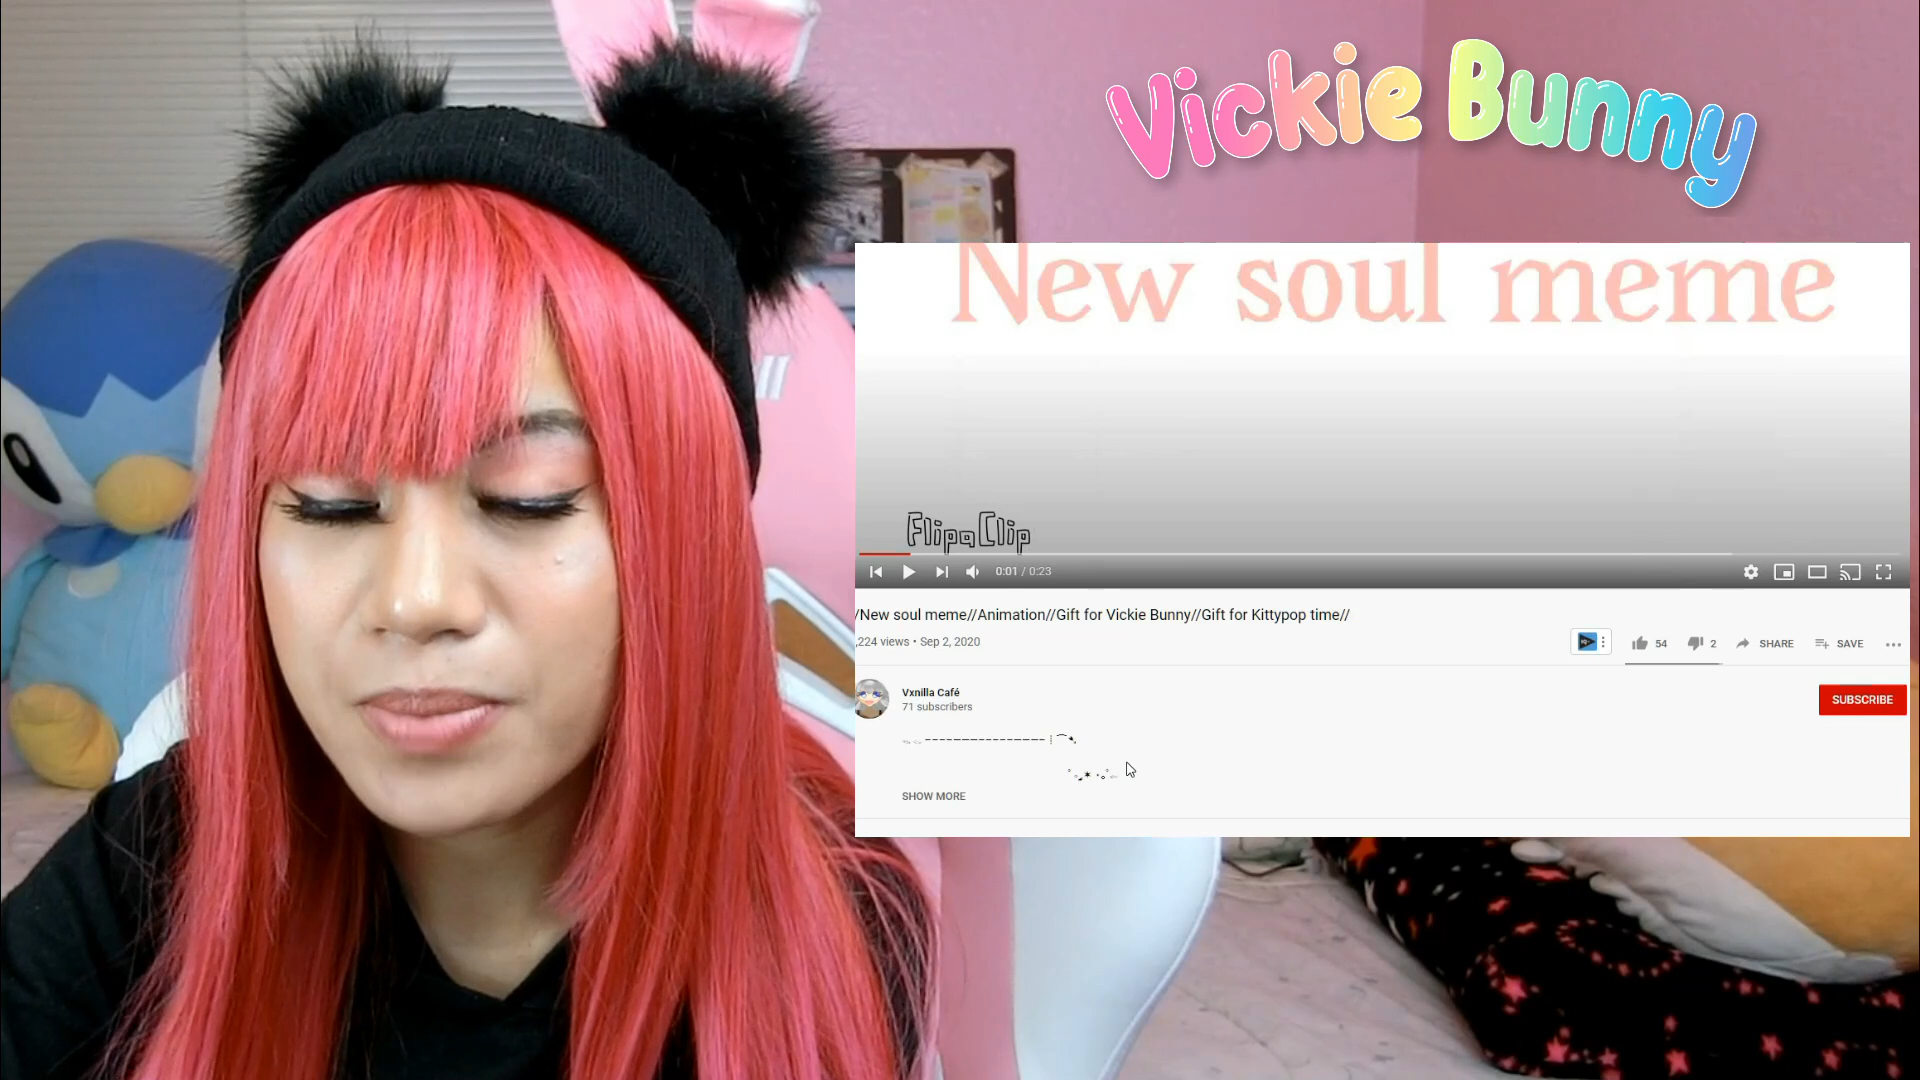 Vickie Bunny
New soul meme
FlipaClip
0:01 / 0:23
/New soul meme//Animation//Gift for Vickie Bunny//Gift for Kittypop time//
,224 views • Sep 2, 2020
54
2
SHARE
SAVE
Vxnilla Café
71 subscribers
SUBSCRIBE
SHOW MORE